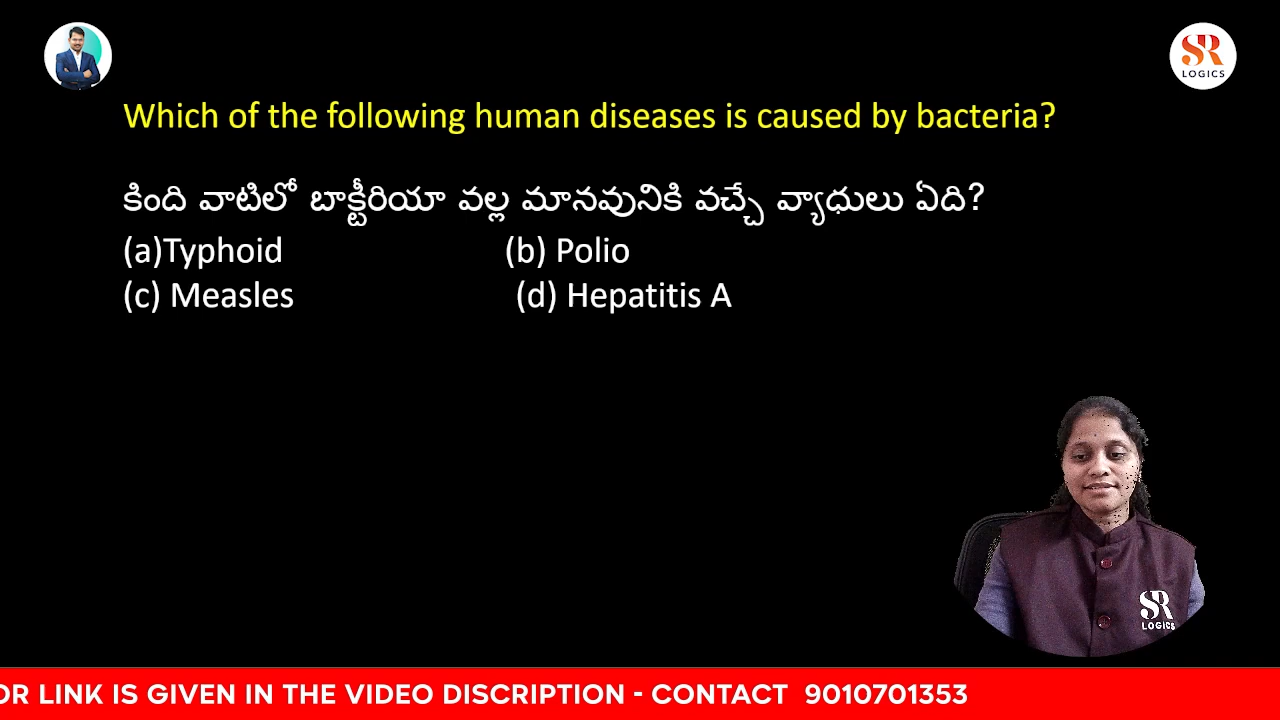 SR
LOGICS
Which of the following human diseases is caused by bacteria?
కింది వాటిలో బాక్టీరియా వల్ల మానవునికి వచ్చే వ్యాధులు ఏది?
(a)Typhoid (b) Polio
(c) Measles (d) Hepatitis A
SR
LOGICS
OR LINK IS GIVEN IN THE VIDEO DISCRIPTION - CONTACT 9010701353